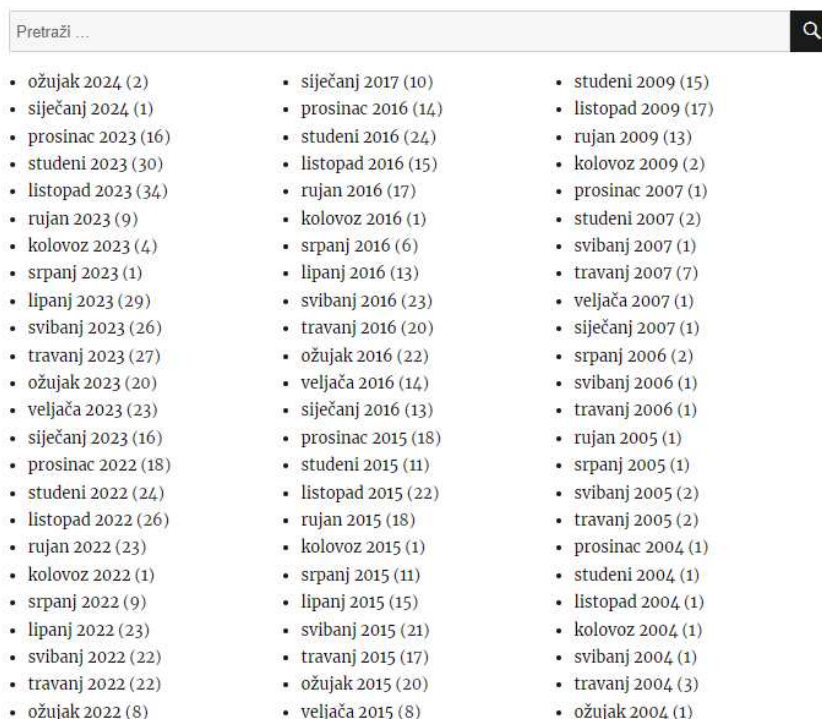 Pretraži ...
ožujak 2024 (2)
siječanj 2024 (1)
prosinac 2023 (16)
studeni 2023 (30)
listopad 2023 (34)
rujan 2023 (9)
kolovoz 2023 (4)
srpanj 2023 (1)
lipanj 2023 (29)
svibanj 2023 (26)
travanj 2023 (27)
ožujak 2023 (20)
veljača 2023 (23)
siječanj 2023 (16)
prosinac 2022 (18)
studeni 2022 (24)
listopad 2022 (26)
rujan 2022 (23)
kolovoz 2022 (1)
srpanj 2022 (9)
lipanj 2022 (23)
svibanj 2022 (22)
travanj 2022 (22)
ožujak 2022 (8)
siječanj 2017 (10)
prosinac 2016 (14)
studeni 2016 (24)
listopad 2016 (15)
rujan 2016 (17)
kolovoz 2016 (1)
srpanj 2016 (6)
lipanj 2016 (13)
svibanj 2016 (23)
travanj 2016 (20)
ožujak 2016 (22)
veljača 2016 (14)
siječanj 2016 (13)
prosinac 2015 (18)
studeni 2015 (11)
listopad 2015 (22)
rujan 2015 (18)
kolovoz 2015 (1)
srpanj 2015 (11)
lipanj 2015 (15)
svibanj 2015 (21)
travanj 2015 (17)
ožujak 2015 (20)
veljača 2015 (8)
studeni 2009 (15)
listopad 2009 (17)
rujan 2009 (13)
kolovoz 2009 (2)
prosinac 2007 (1)
studeni 2007 (2)
svibanj 2007 (1)
travanj 2007 (7)
veljača 2007 (1)
siječanj 2007 (1)
srpanj 2006 (2)
svibanj 2006 (1)
travanj 2006 (1)
rujan 2005 (1)
srpanj 2005 (1)
svibanj 2005 (2)
travanj 2005 (2)
prosinac 2004 (1)
studeni 2004 (1)
listopad 2004 (1)
kolovoz 2004 (1)
svibanj 2004 (1)
travanj 2004 (3)
ožujak 2004 (1)